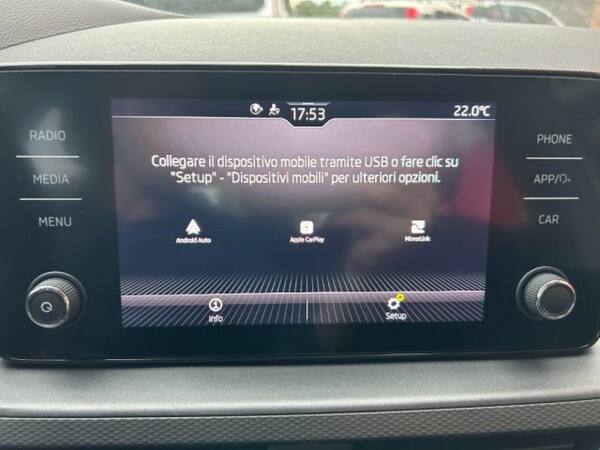 17:53
22.0°C
RADIO
MEDIA
MENU
Collegare il dispositivo mobile tramite USB o fare clic su
"Setup" - "Dispositivi mobili" per ulteriori opzioni.
Android Auto
Apple CarPlay
MirrorLink
Info
Setup
PHONE
APP/
CAR